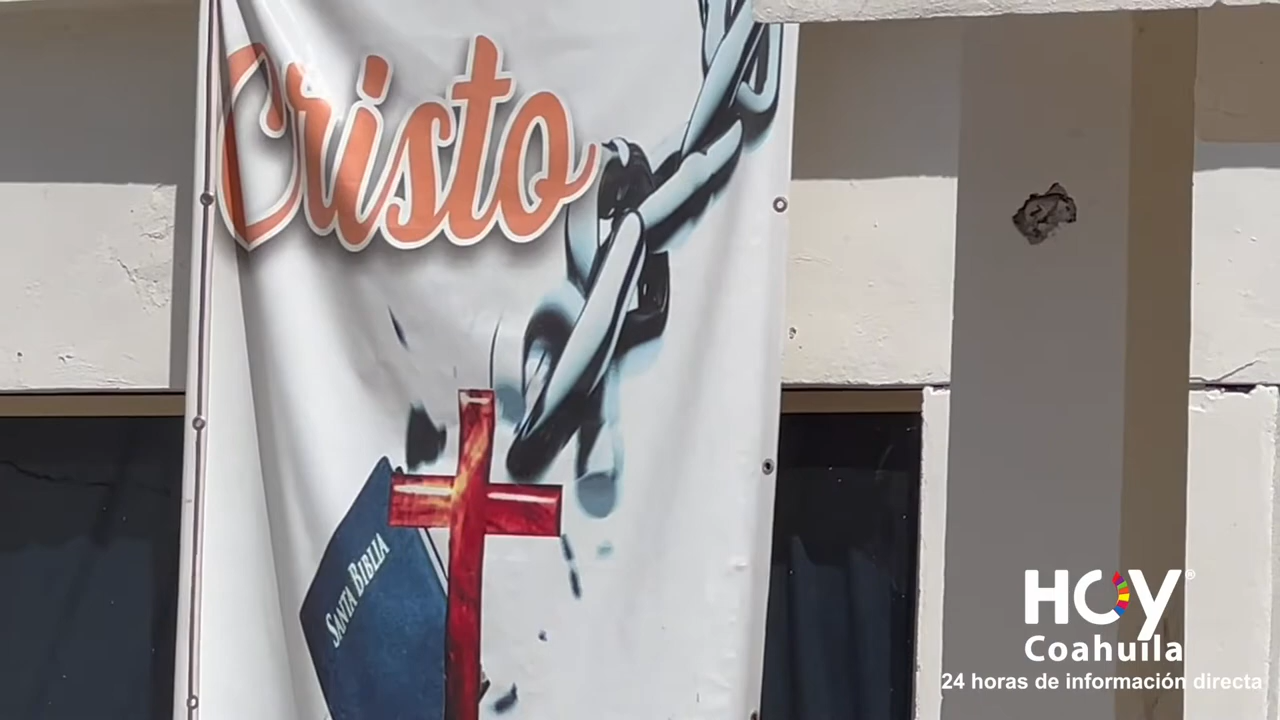 Cristo
SANTA BIBLIA
HOY®
Coahuila
24 horas de información directa